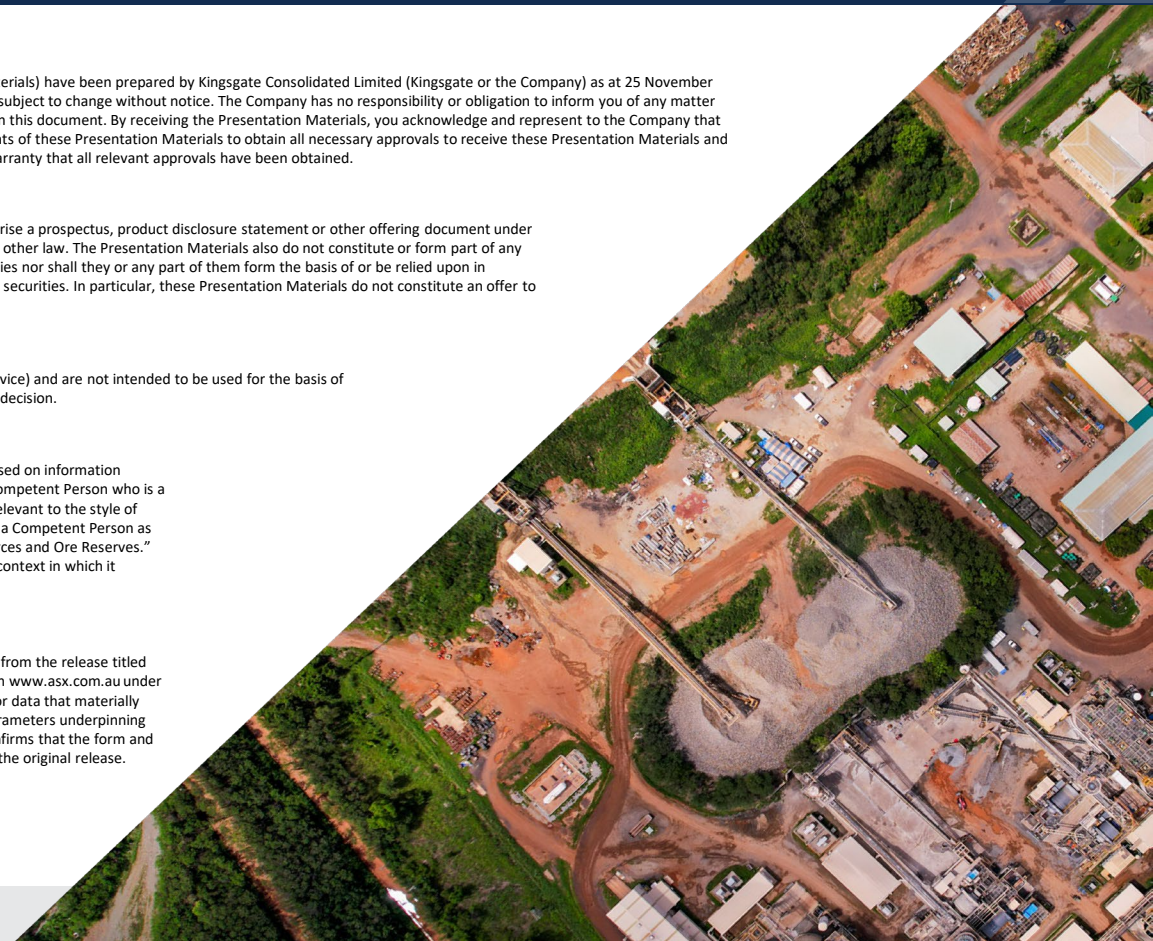 erials) have been prepared by Kingsgate Consolidated Limited (Kingsgate or the Company) as at 25 November
subject to change without notice. The Company has no responsibility or obligation to inform you of any matter
n this document. By receiving the Presentation Materials, you acknowledge and represent to the Company that
nts of these Presentation Materials to obtain all necessary approvals to receive these Presentation Materials and
arranty that all relevant approvals have been obtained.
rise a prospectus, product disclosure statement or other offering document under
other law. The Presentation Materials also do not constitute or form part of any
ies nor shall they or any part of them form the basis of or be relied upon in
securities. In particular, these Presentation Materials do not constitute an offer to
vice) and are not intended to be used for the basis of
decision.
sed on information
ompetent Person who is a
elevant to the style of
a Competent Person as
ces and Ore Reserves.”
context in which it
from the release titled
n www.asx.com.au under
or data that materially
rameters underpinning
nfirms that the form and
the original release.